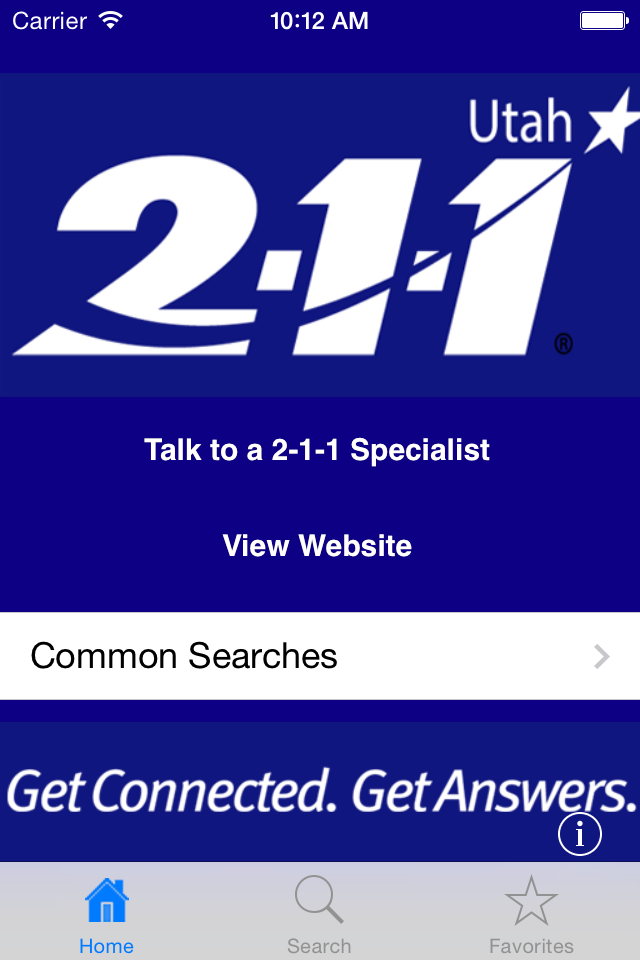 Carrier 10:12 AM
Utah
2-1-1
®
Talk to a 2-1-1 Specialist
View Website
Common Searches
Get Connected. Get Answers.
i
Home Search Favorites